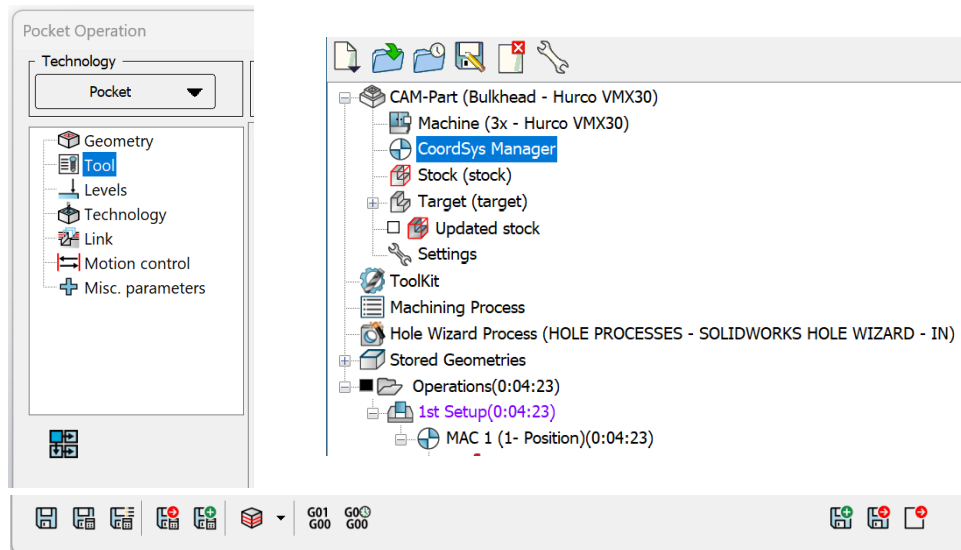 Pocket Operation
Technology
Pocket
Geometry
Tool
Levels
Technology
Link
Motion control
Misc. parameters
CAM-Part (Bulkhead - Hurco VMX30)
Machine (3x - Hurco VMX30)
CoordSys Manager
Stock (stock)
Target (target)
Updated stock
Settings
ToolKit
Machining Process
Hole Wizard Process (HOLE PROCESSES - SOLIDWORKS HOLE WIZARD - IN)
Stored Geometries
Operations(0:04:23)
1st Setup(0:04:23)
MAC 1 (1- Position)(0:04:23)
G01 G00
G00 G00